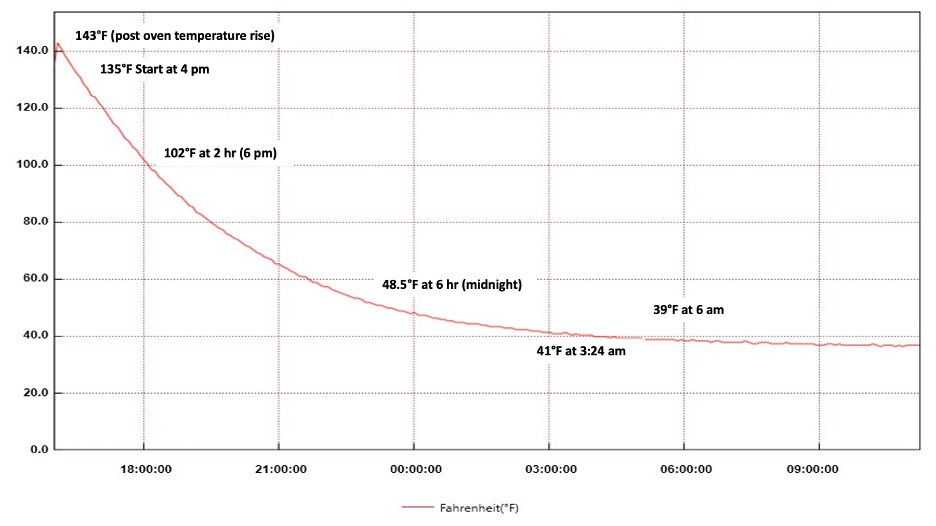 143°F (post oven temperature rise)
140.0
135°F Start at 4 pm
120.0
102°F at 2 hr (6 pm)
100.0
80.0
60.0
48.5°F at 6 hr (midnight)
39°F at 6 am
40.0
41°F at 3:24 am
20.0
0.0
18:00:00 21:00:00 00:00:00 03:00:00 06:00:00 09:00:00
Fahrenheit(°F)